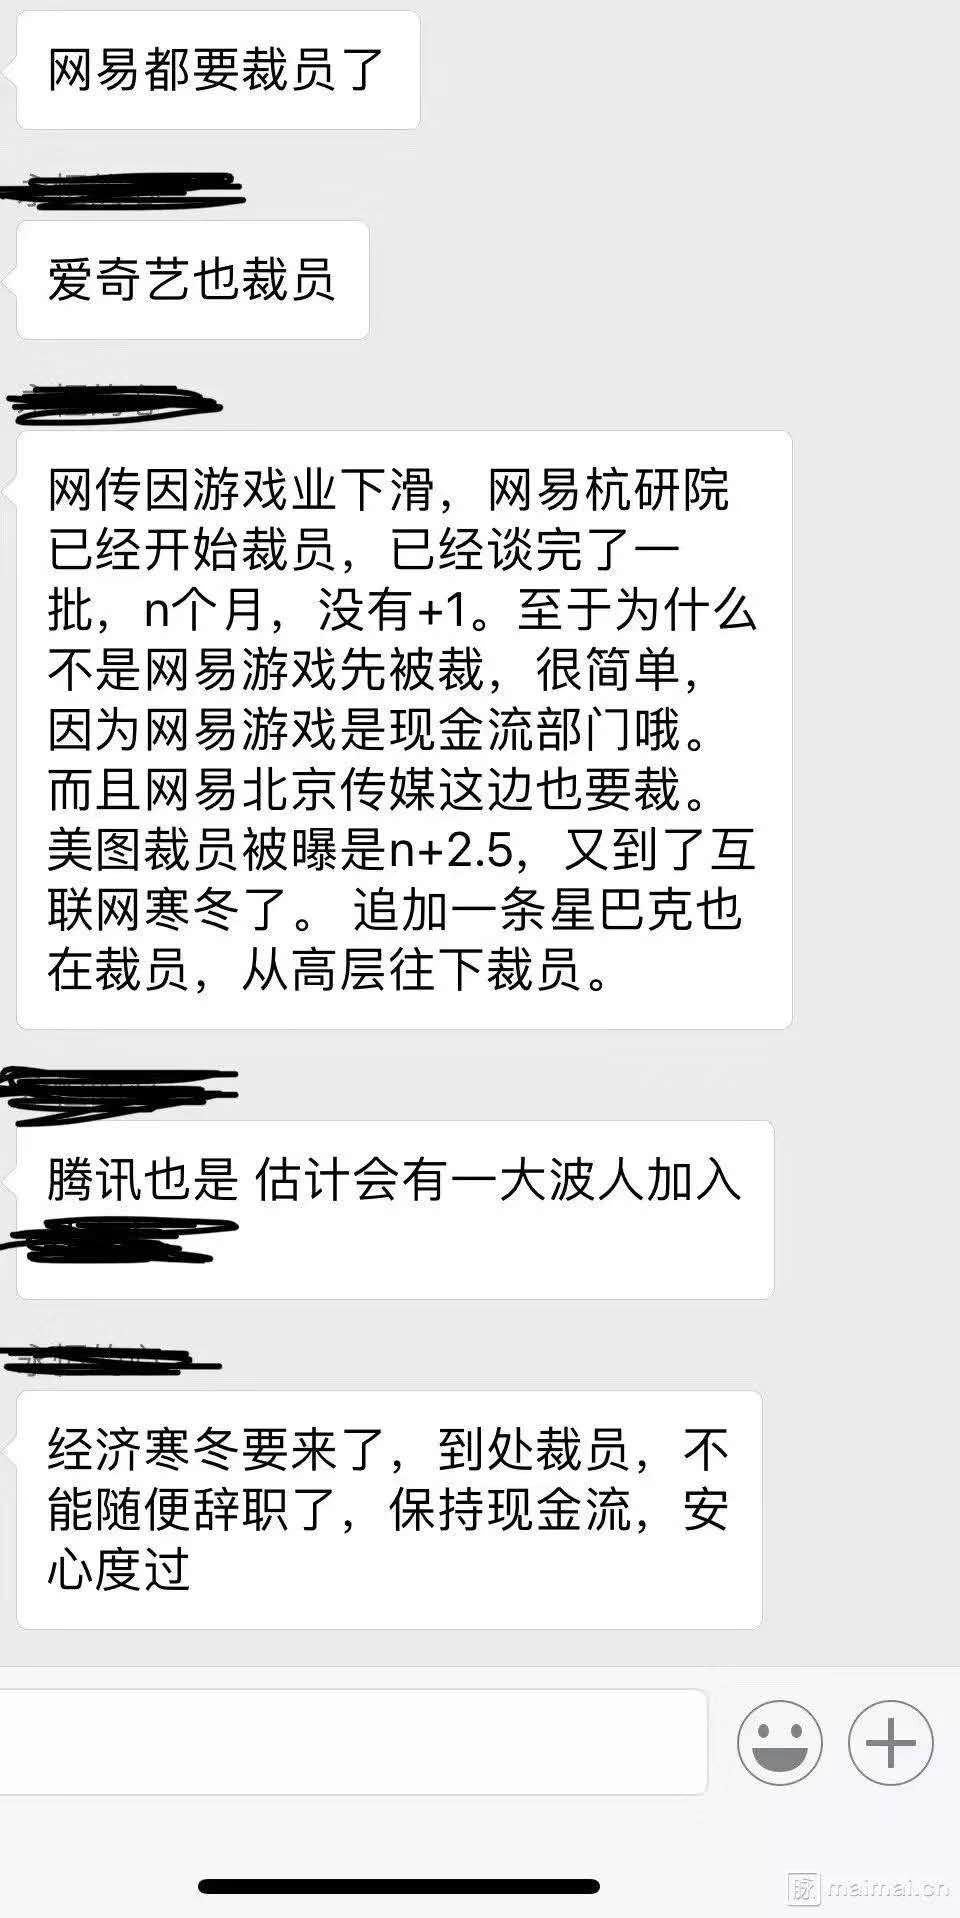 网易都要裁员了
爱奇艺也裁员
网传因游戏业下滑，网易杭研院
已经开始裁员，已经谈完了一
批，n个月，没有+1。至于为什么
不是网易游戏先被裁，很简单，
因为网易游戏是现金流部门哦。
而且网易北京传媒这边也要裁。
美图裁员被曝是n+2.5，又到了互
联网寒冬了。 追加一条星巴克也
在裁员，从高层往下裁员。
腾讯也是 估计会有一大波人加入
经济寒冬要来了，到处裁员，不
能随便辞职了，保持现金流，安
心度过
脉 maimai.cn